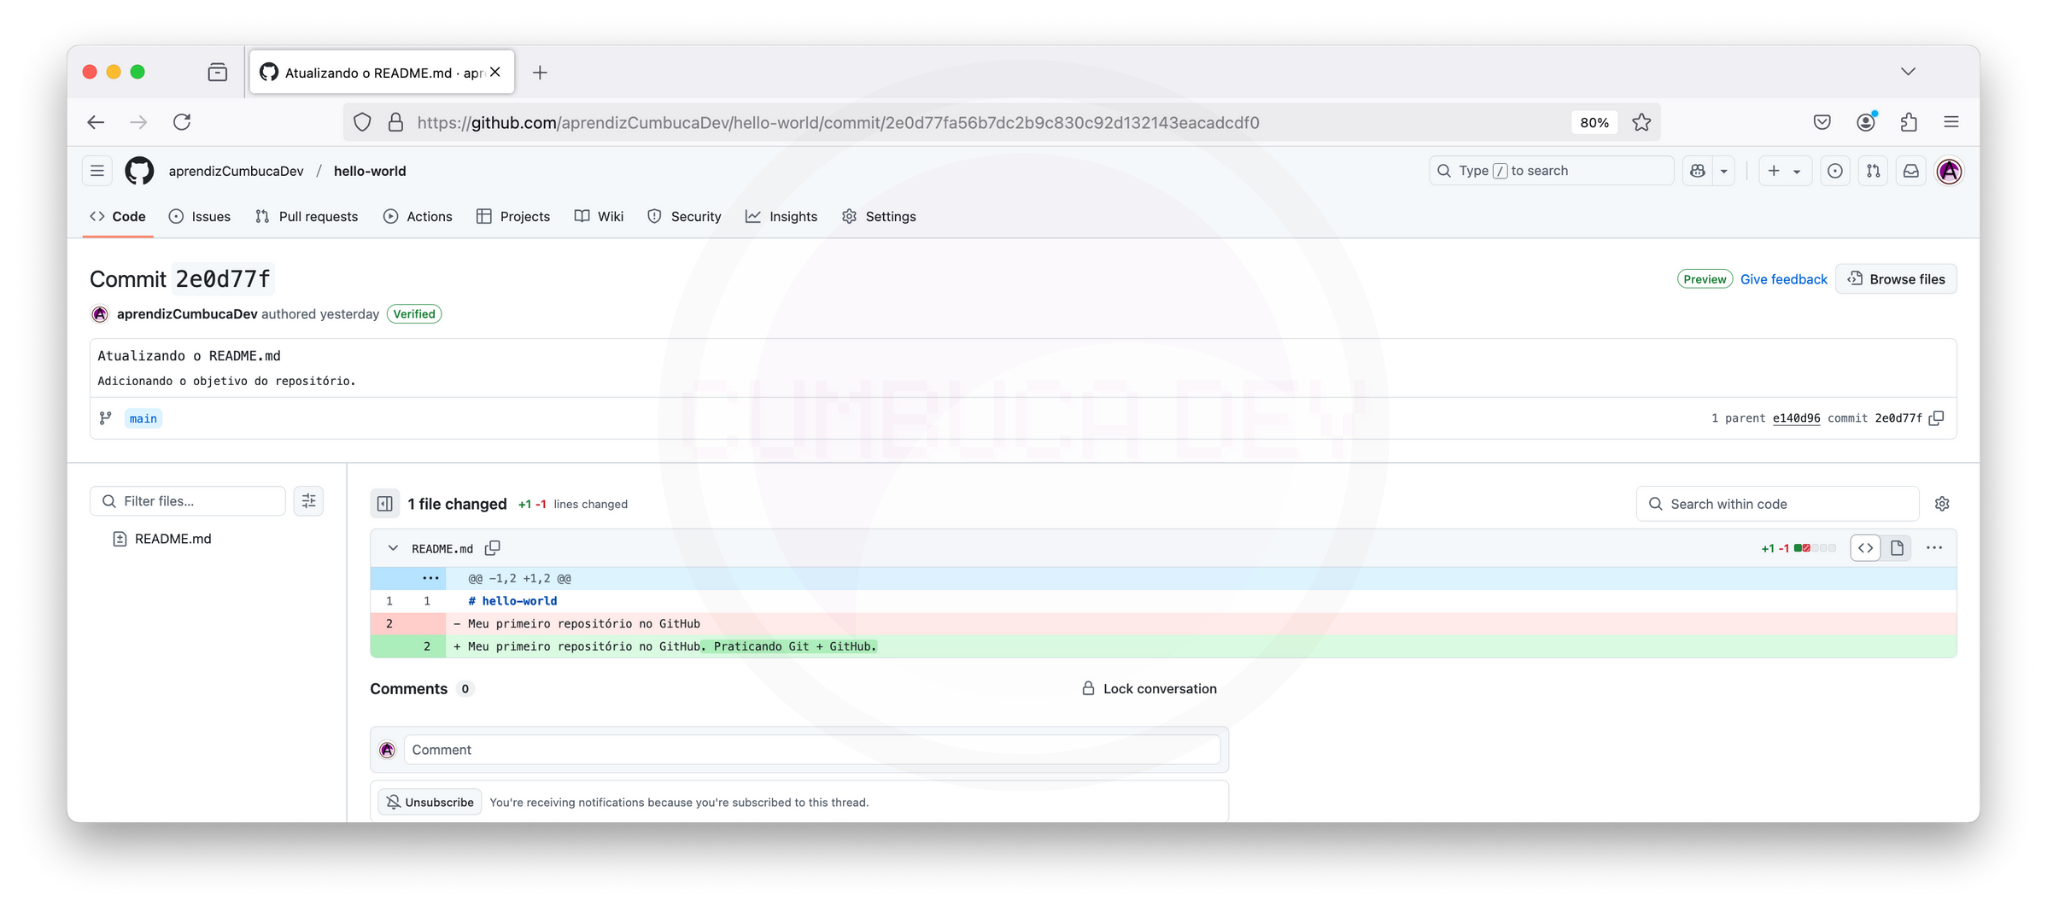 Atualizando o README.md · apr
https://github.com/aprendizCumbucaDev/hello-world/commit/2e0d77fa56b7dc2b9c830c92d132143eacadcdf0
80%
aprendizCumbucaDev / hello-world
Type / to search
Code Issues Pull requests Actions Projects Wiki Security Insights Settings
Commit 2e0d77f
Preview Give feedback Browse files
aprendizCumbucaDev authored yesterday Verified
Atualizando o README.md
Adicionando o objetivo do repositório.
CUMBUCA DEV
main
1 parent e140d96 commit 2e0d77f
Filter files...
README.md
1 file changed +1 -1 lines changed
Search within code
README.md
+1 -1
@@ -1,2 +1,2 @@
1 1 # hello-world
2 - Meu primeiro repositório no GitHub
2 + Meu primeiro repositório no GitHub. Praticando Git + GitHub.
Comments 0
Lock conversation
Comment
Unsubscribe You're receiving notifications because you're subscribed to this thread.